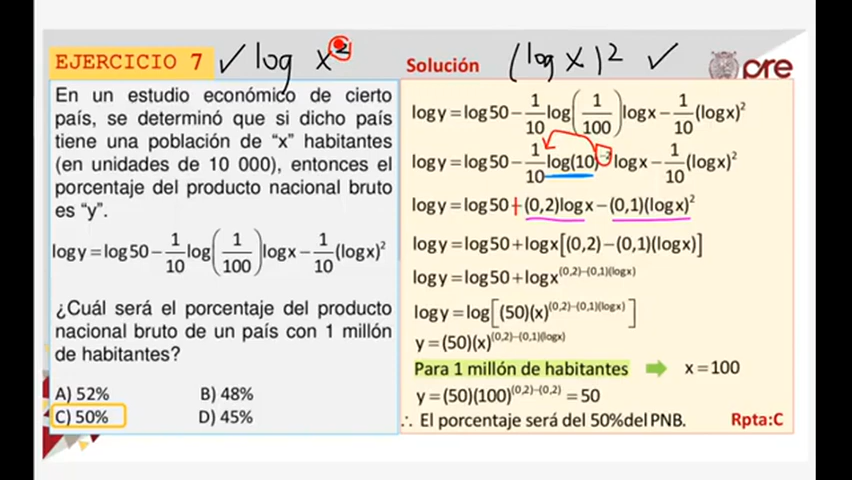 EJERCICIO 7
✓ log x²
En un estudio económico de cierto
país, se determinó que si dicho país
tiene una población de “x” habitantes
(en unidades de 10 000), entonces el
porcentaje del producto nacional bruto
es “y”.
logy = log50 − 1/10 log(1/100)logx − 1/10 (logx)²
¿Cuál será el porcentaje del producto
nacional bruto de un país con 1 millón
de habitantes?
A) 52% B) 48%
C) 50% D) 45%
Solución
(log x)² ✓
pre
logy = log50 − 1/10 log(1/100)logx − 1/10 (logx)²
logy = log50 − 1/10 log(10)⁻² logx − 1/10 (logx)²
logy = log50 + (0,2)logx − (0,1)(logx)²
logy = log50 + logx[(0,2) − (0,1)(logx)]
logy = log50 + logx^(0,2)−(0,1)(logx)
logy = log[(50)(x)^(0,2)−(0,1)(logx)]
y = (50)(x)^(0,2)−(0,1)(logx)
Para 1 millón de habitantes ➡ x = 100
y = (50)(100)^(0,2)−(0,2) = 50
∴ El porcentaje será del 50%del PNB. Rpta:C